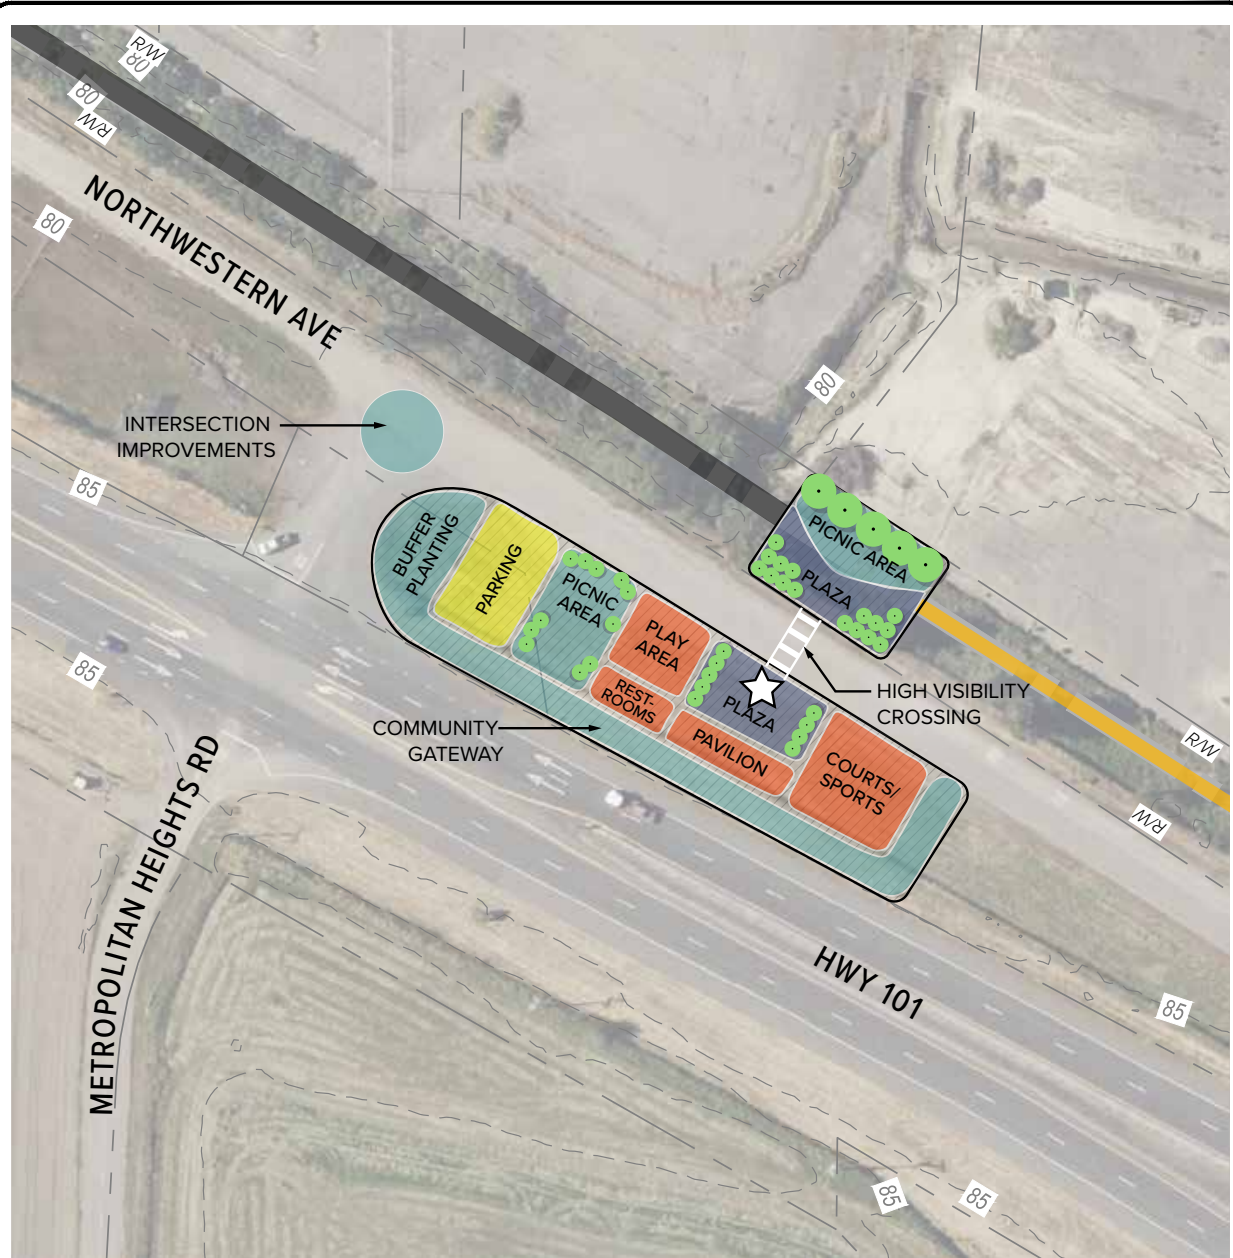 R/W
80
80
R/W
NORTHWESTERN AVE
80
80
INTERSECTION
IMPROVEMENTS
85
BUFFER
PLANTING
PARKING
PICNIC
AREA
PLAY
AREA
REST-
ROOMS
PLAZA
PAVILION
COURTS/
SPORTS
PICNIC AREA
PLAZA
HIGH VISIBILITY
CROSSING
85
COMMUNITY
GATEWAY
R/W
R/W
METROPOLITAN HEIGHTS RD
HWY 101
85
85
85